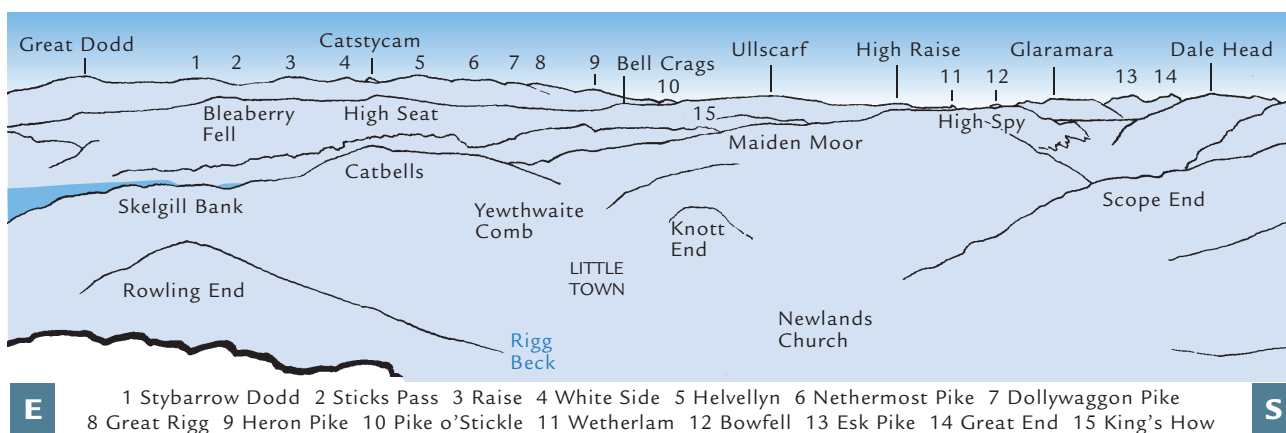 Great Dodd 1 2 3 Catstycam 4 5 6 7 8 9 Bell Crags 10 Ullscarf High Raise 11 12 Glaramara 13 14 Dale Head
Bleaberry
Fell
High Seat
15
Maiden Moor
High Spy
Catbells
Skelgill Bank
Yewthwaite
Comb
Knott
End
Scope End
Rowling End
LITTLE
TOWN
Newlands
Church
Rigg
Beck
E
1 Stybarrow Dodd 2 Sticks Pass 3 Raise 4 White Side 5 Helvellyn 6 Nethermost Pike 7 Dollywaggon Pike
8 Great Rigg 9 Heron Pike 10 Pike o'Stickle 11 Wetherlam 12 Bowfell 13 Esk Pike 14 Great End 15 King's How
S